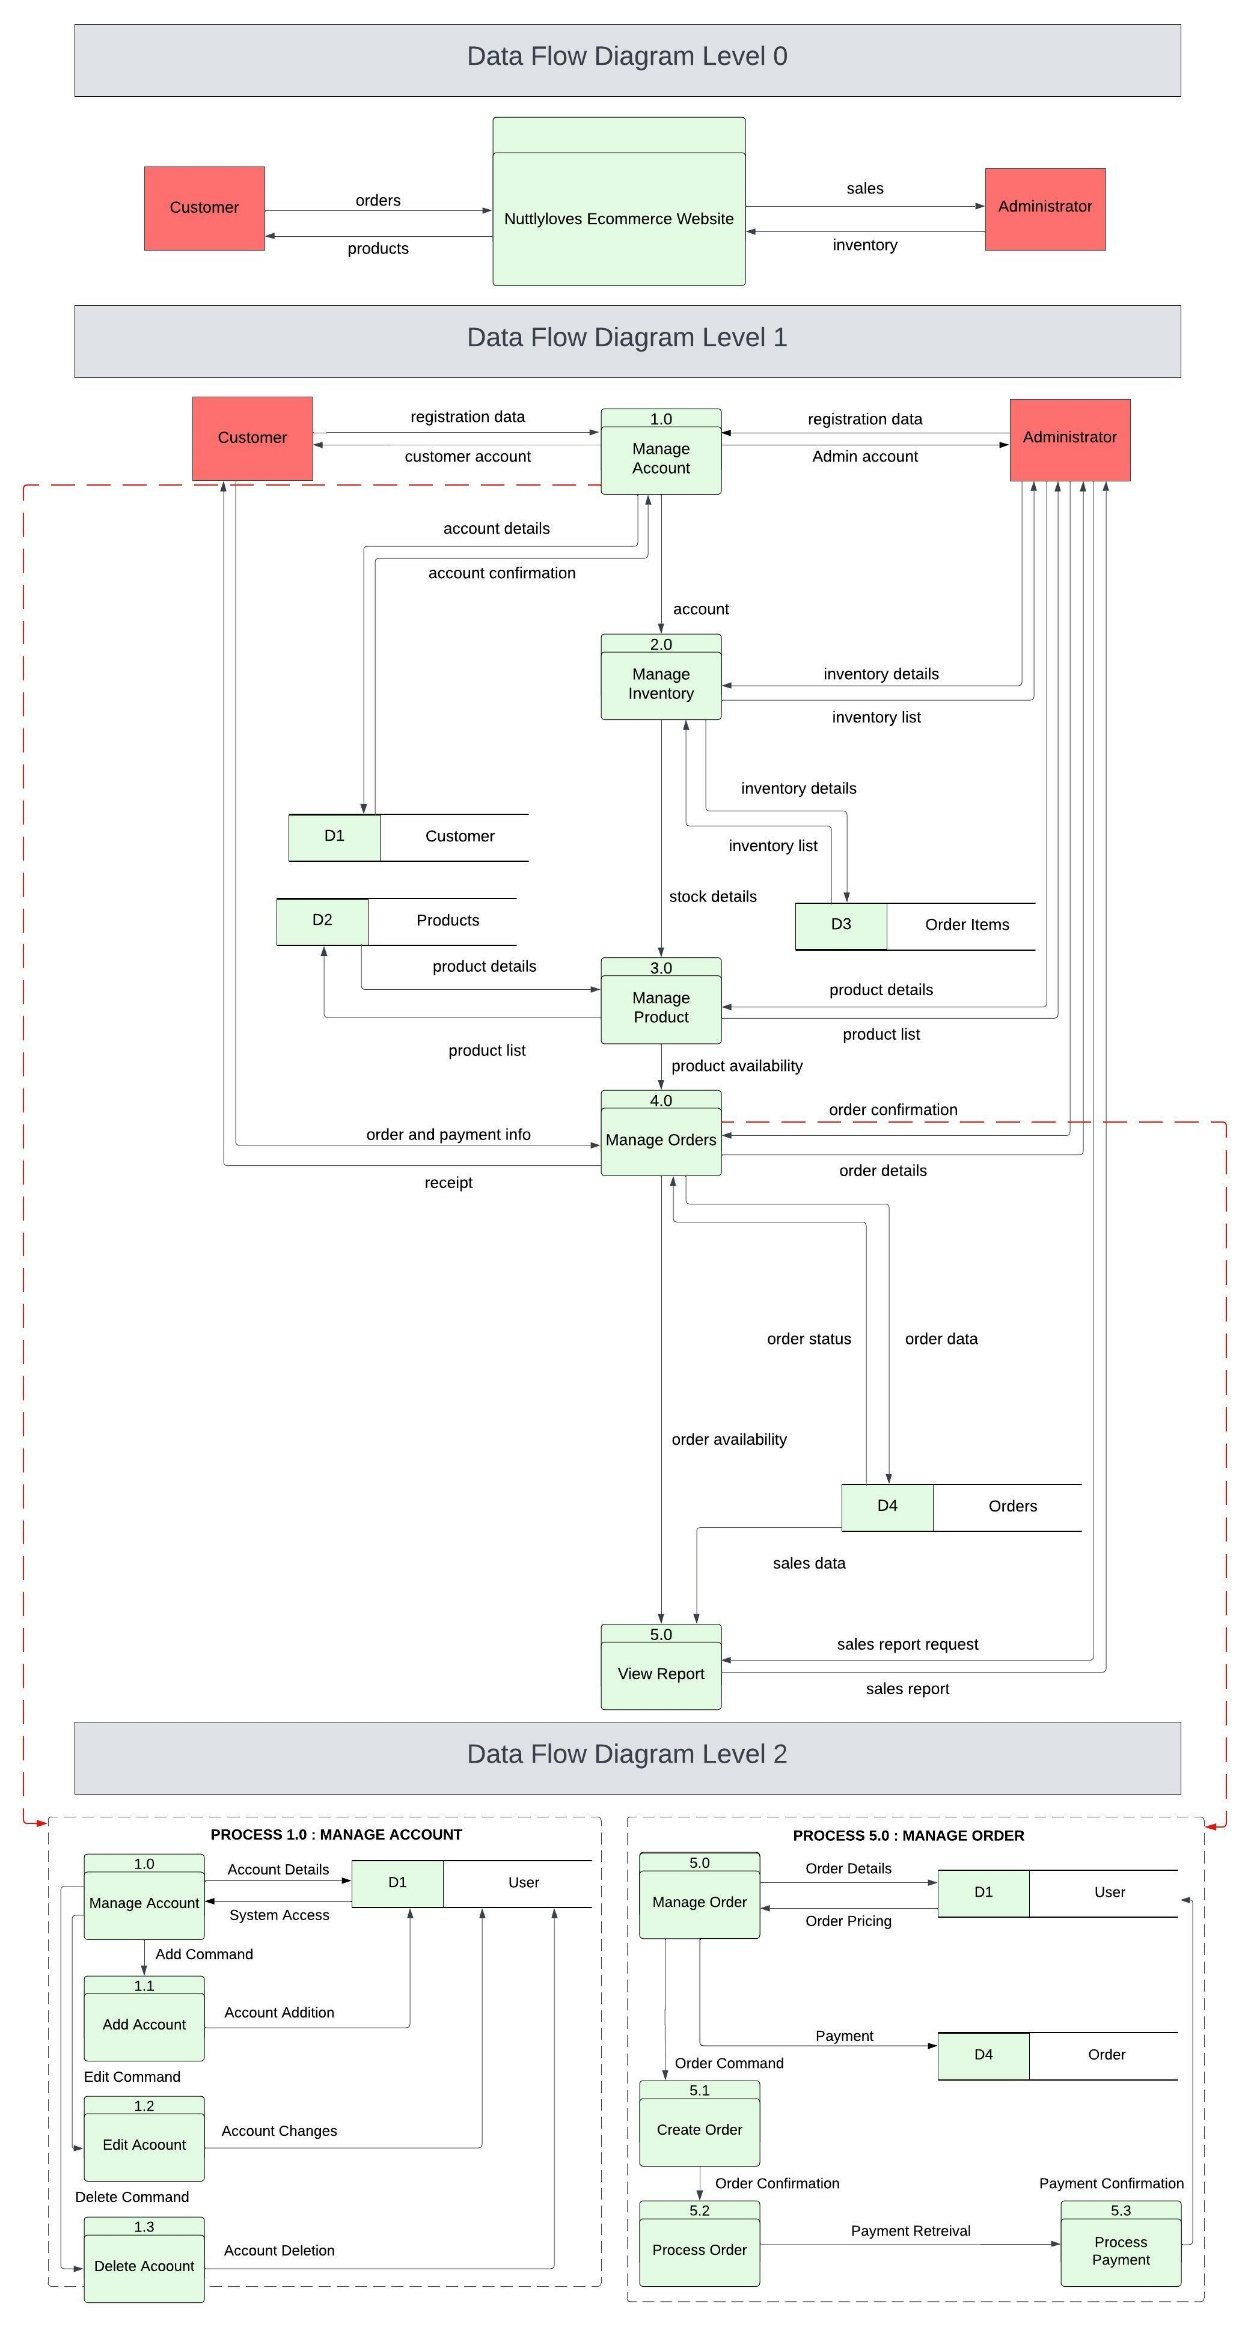 Data Flow Diagram Level 0
Customer
orders
products
Nuttlyloves Ecommerce Website
sales
inventory
Administrator
Data Flow Diagram Level 1
Customer
registration data
customer account
1.0
Manage
Account
registration data
Admin account
Administrator
account details
account confirmation
account
2.0
Manage
Inventory
inventory details
inventory list
inventory details
inventory list
D1
Customer
stock details
D2
Products
D3
Order Items
product details
product list
3.0
Manage
Product
product details
product list
product availability
4.0
Manage Orders
order confirmation
order and payment info
receipt
order details
order status
order data
order availability
D4
Orders
sales data
5.0
View Report
sales report request
sales report
Data Flow Diagram Level 2
PROCESS 1.0 : MANAGE ACCOUNT
1.0
Manage Account
Account Details
System Access
D1
User
Add Command
1.1
Add Account
Account Addition
Edit Command
1.2
Edit Acoount
Account Changes
Delete Command
1.3
Delete Acoount
Account Deletion
PROCESS 5.0 : MANAGE ORDER
5.0
Manage Order
Order Details
Order Pricing
D1
User
Payment
D4
Order
Order Command
5.1
Create Order
Order Confirmation
Payment Confirmation
5.2
Process Order
Payment Retreival
5.3
Process
Payment